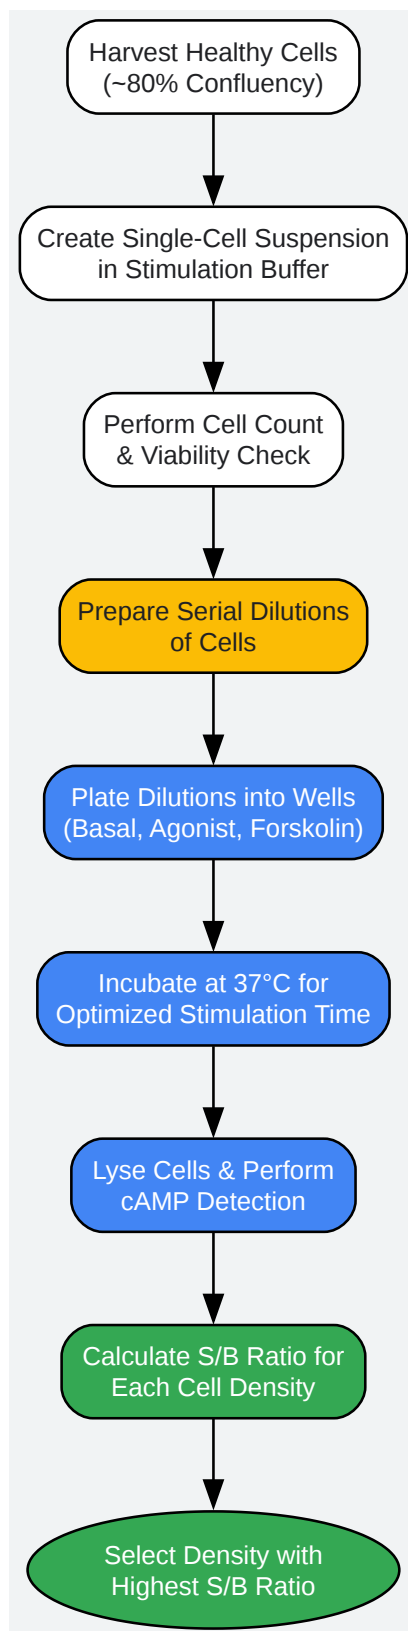 Harvest Healthy Cells
(~80% Confluency)
Create Single-Cell Suspension
in Stimulation Buffer
Perform Cell Count
& Viability Check
Prepare Serial Dilutions
of Cells
Plate Dilutions into Wells
(Basal, Agonist, Forskolin)
Incubate at 37°C for
Optimized Stimulation Time
Lyse Cells & Perform
cAMP Detection
Calculate S/B Ratio for
Each Cell Density
Select Density with
Highest S/B Ratio